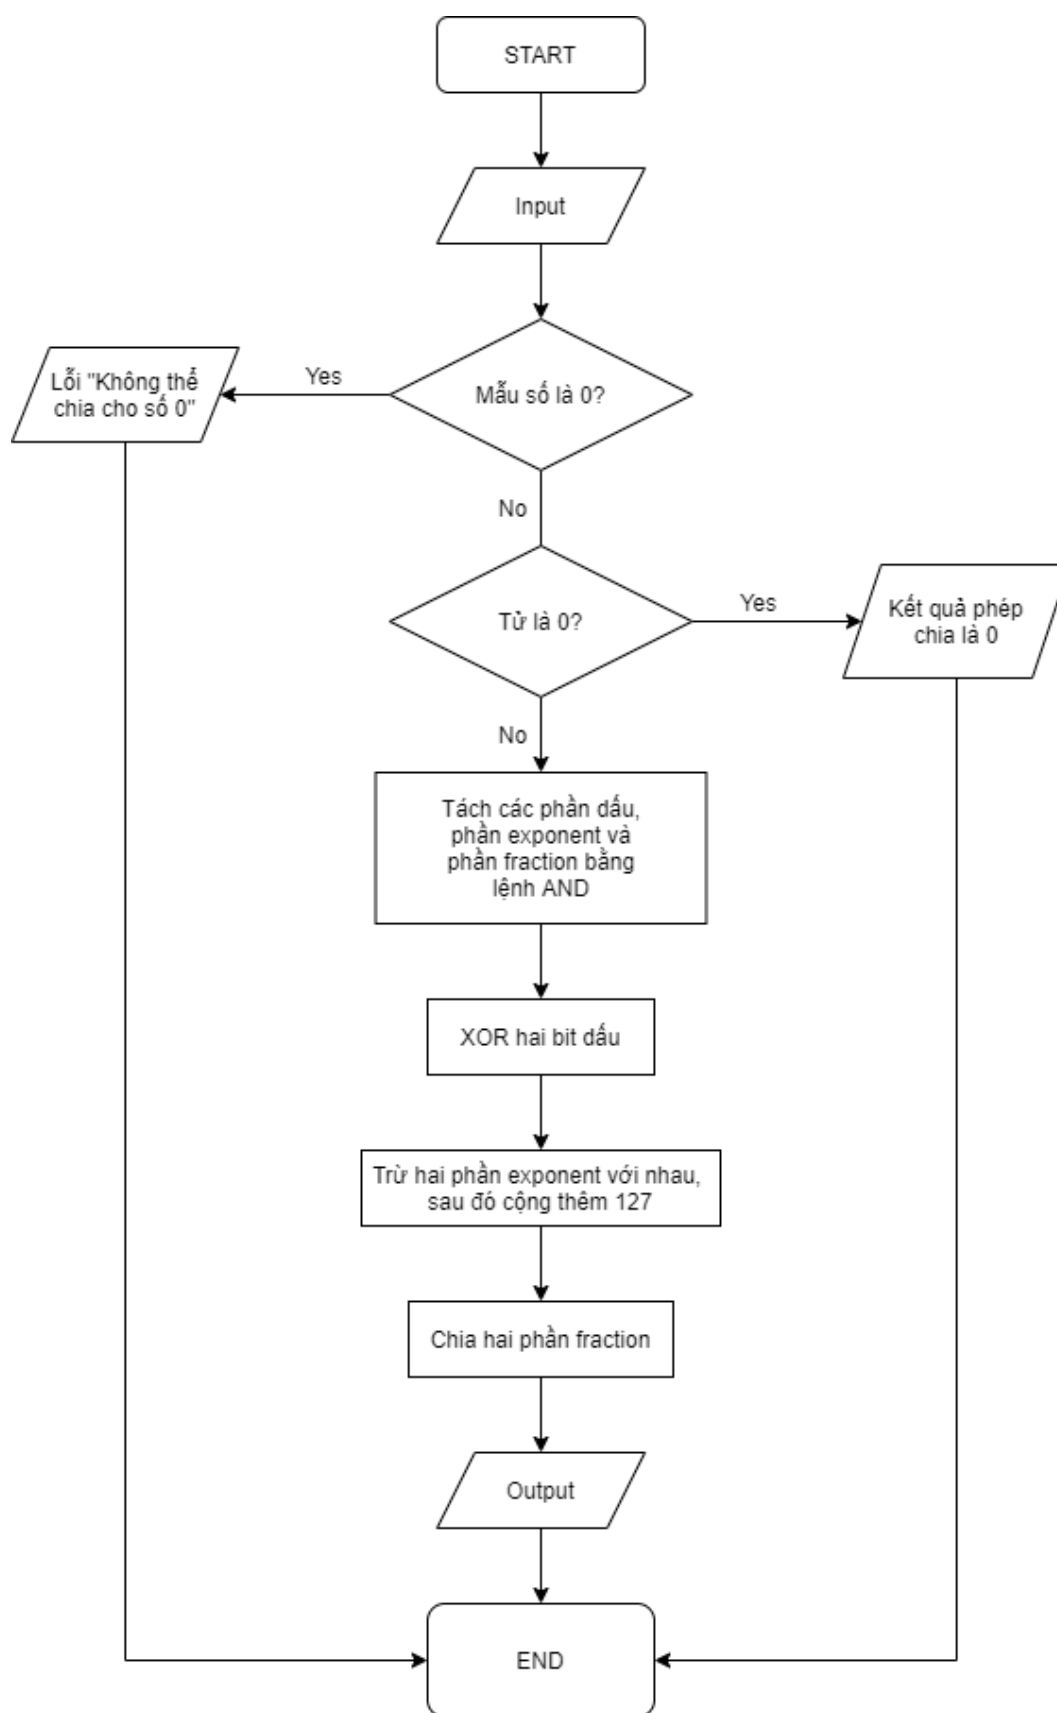 START
Input
Mẫu số là 0?
Yes
Lỗi "Không thể
chia cho số 0"
No
Tử là 0?
Yes
Kết quả phép
chia là 0
No
Tách các phần dấu,
phần exponent và
phần fraction bằng
lệnh AND
XOR hai bit dấu
Trừ hai phần exponent với nhau,
sau đó cộng thêm 127
Chia hai phần fraction
Output
END